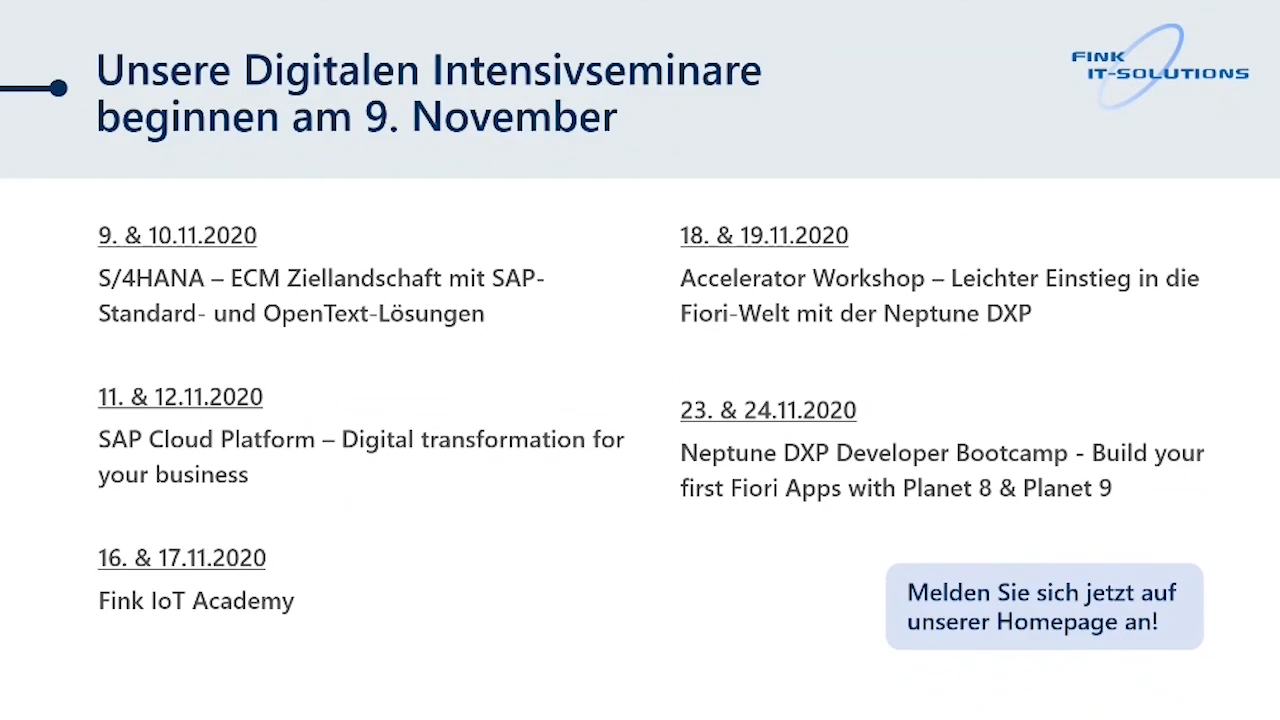 Unsere Digitalen Intensivseminare
beginnen am 9. November
FINK
IT-SOLUTIONS
9. & 10.11.2020
S/4HANA – ECM Ziellandschaft mit SAP-
Standard- und OpenText-Lösungen
11. & 12.11.2020
SAP Cloud Platform – Digital transformation for
your business
16. & 17.11.2020
Fink IoT Academy
18. & 19.11.2020
Accelerator Workshop – Leichter Einstieg in die
Fiori-Welt mit der Neptune DXP
23. & 24.11.2020
Neptune DXP Developer Bootcamp - Build your
first Fiori Apps with Planet 8 & Planet 9
Melden Sie sich jetzt auf
unserer Homepage an!